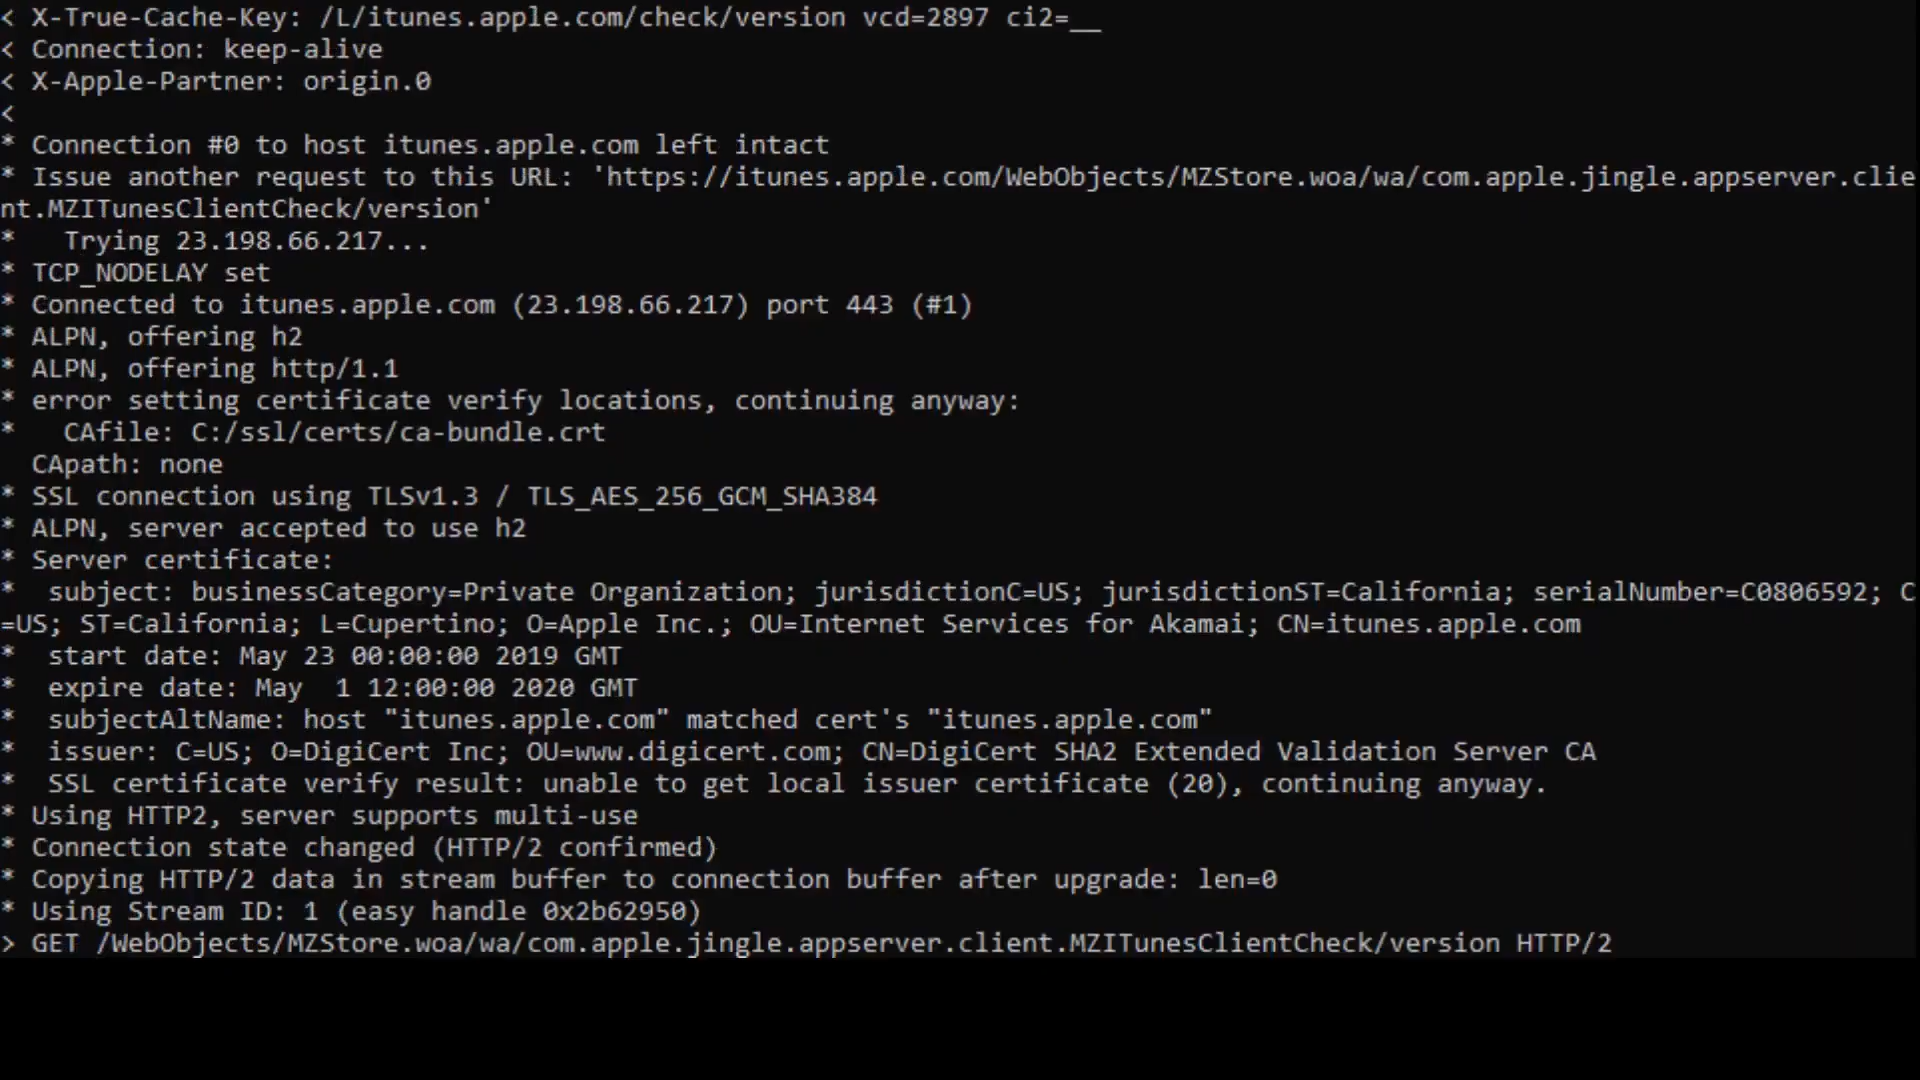 < X-True-Cache-Key: /L/itunes.apple.com/check/version vcd=2897 ci2=__
< Connection: keep-alive
< X-Apple-Partner: origin.0
<
* Connection #0 to host itunes.apple.com left intact
* Issue another request to this URL: 'https://itunes.apple.com/WebObjects/MZStore.woa/wa/com.apple.jingle.appserver.clie
nt.MZITunesClientCheck/version'
*   Trying 23.198.66.217...
* TCP_NODELAY set
* Connected to itunes.apple.com (23.198.66.217) port 443 (#1)
* ALPN, offering h2
* ALPN, offering http/1.1
* error setting certificate verify locations, continuing anyway:
*   CAfile: C:/ssl/certs/ca-bundle.crt
  CApath: none
* SSL connection using TLSv1.3 / TLS_AES_256_GCM_SHA384
* ALPN, server accepted to use h2
* Server certificate:
*  subject: businessCategory=Private Organization; jurisdictionC=US; jurisdictionST=California; serialNumber=C0806592; C
=US; ST=California; L=Cupertino; O=Apple Inc.; OU=Internet Services for Akamai; CN=itunes.apple.com
*  start date: May 23 00:00:00 2019 GMT
*  expire date: May  1 12:00:00 2020 GMT
*  subjectAltName: host "itunes.apple.com" matched cert's "itunes.apple.com"
*  issuer: C=US; O=DigiCert Inc; OU=www.digicert.com; CN=DigiCert SHA2 Extended Validation Server CA
*  SSL certificate verify result: unable to get local issuer certificate (20), continuing anyway.
* Using HTTP2, server supports multi-use
* Connection state changed (HTTP/2 confirmed)
* Copying HTTP/2 data in stream buffer to connection buffer after upgrade: len=0
* Using Stream ID: 1 (easy handle 0x2b62950)
> GET /WebObjects/MZStore.woa/wa/com.apple.jingle.appserver.client.MZITunesClientCheck/version HTTP/2